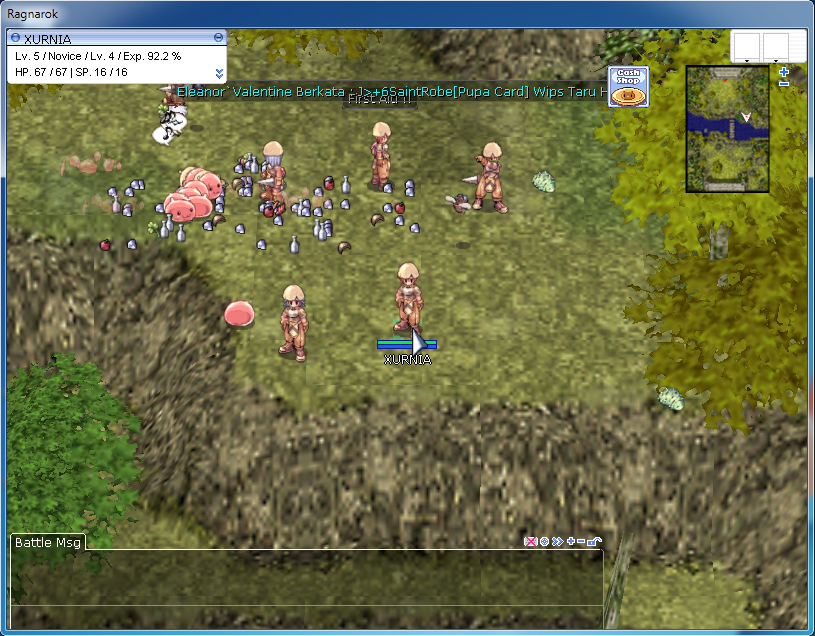 Ragnarok
XURNIA
Lv. 5 / Novice / Lv. 4 / Exp. 92.2 %
HP. 67 / 67 | SP. 16 / 16
Cash
Shop
Eleanor`Valentine Berkata : J>+6SaintRobe[Pupa Card] Wips Taru H
First Aid !!
XURNIA
Battle Msg